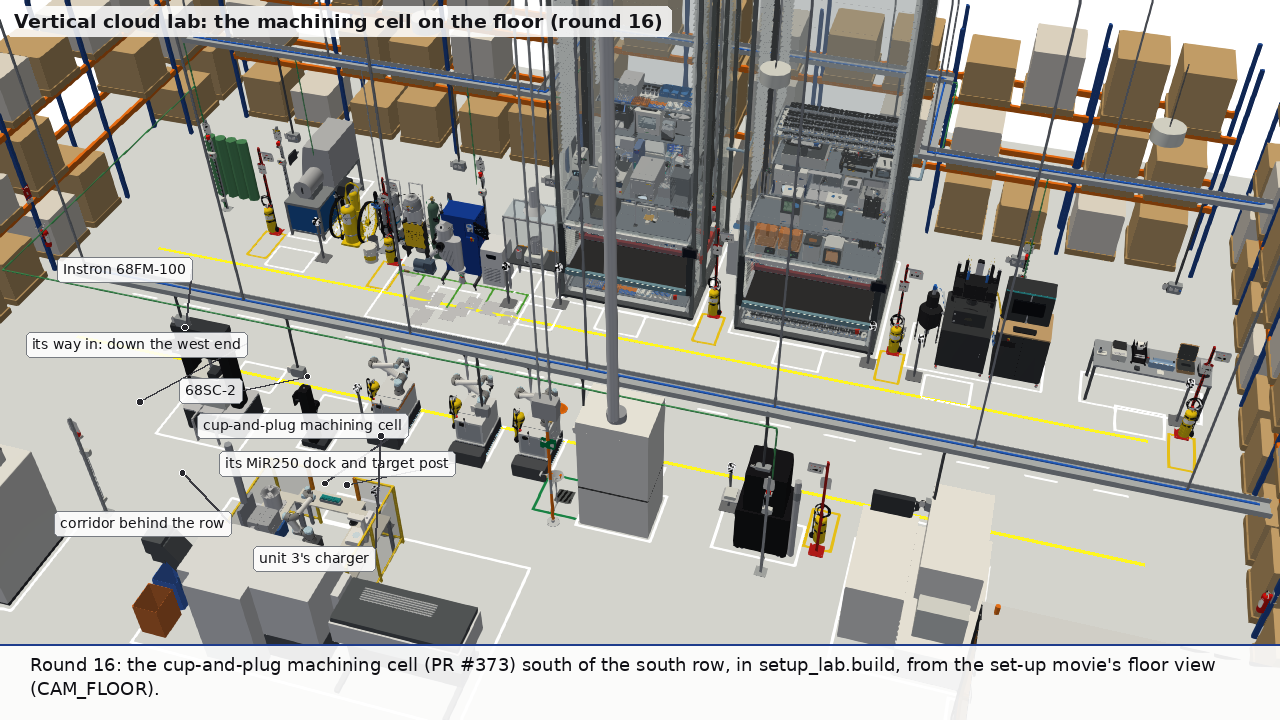 Vertical cloud lab: the machining cell on the floor (round 16)
Instron 68FM-100
its way in: down the west end
68SC-2
cup-and-plug machining cell
its MiR250 dock and target post
corridor behind the row
unit 3's charger
Round 16: the cup-and-plug machining cell (PR #373) south of the south row, in setup_lab.build, from the set-up movie's floor view
(CAM_FLOOR).